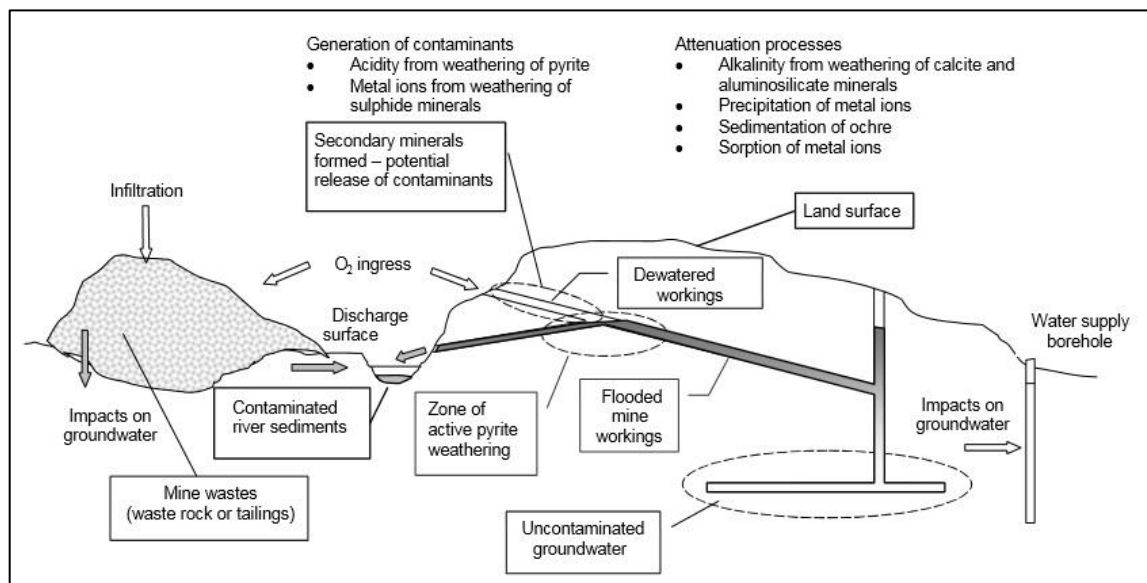 Generation of contaminants
• Acidity from weathering of pyrite
• Metal ions from weathering of
sulphide minerals
Attenuation processes
• Alkalinity from weathering of calcite and
aluminosilicate minerals
• Precipitation of metal ions
• Sedimentation of ochre
• Sorption of metal ions
Secondary minerals
formed – potential
release of contaminants
Infiltration
Land surface
O₂ ingress
Dewatered
workings
Discharge
surface
Water supply
borehole
Impacts on
groundwater
Contaminated
river sediments
Zone of
active pyrite
weathering
Flooded
mine
workings
Impacts on
groundwater
Mine wastes
(waste rock or tailings)
Uncontaminated
groundwater